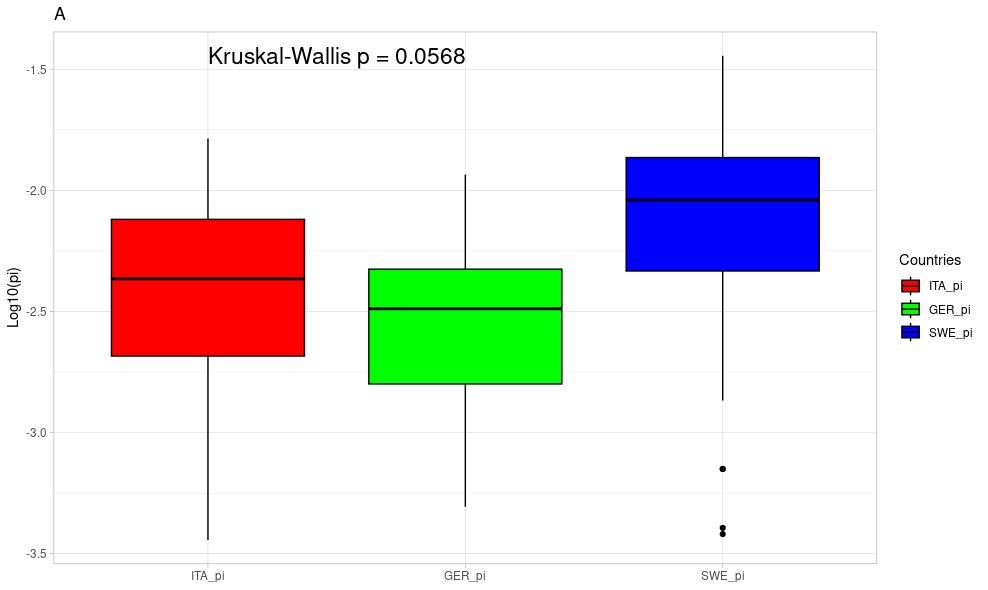 A
Kruskal-Wallis p = 0.0568
-1.5
-2.0
-2.5
-3.0
-3.5
Log10(pi)
ITA_pi
GER_pi
SWE_pi
Countries
ITA_pi
GER_pi
SWE_pi